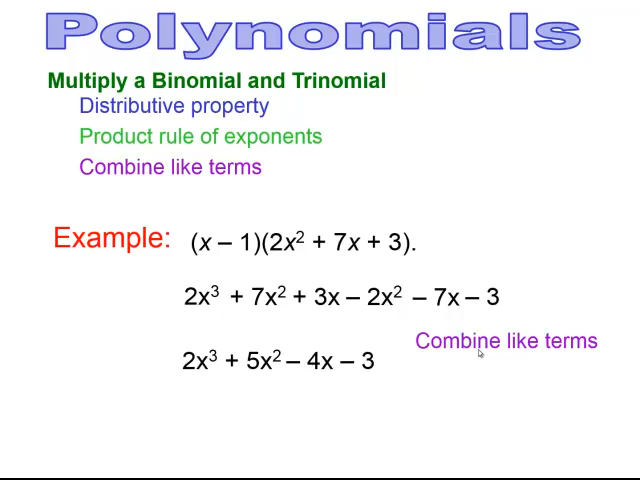 Polynomials
Multiply a Binomial and Trinomial
Distributive property
Product rule of exponents
Combine like terms
Example: (x – 1)(2x² + 7x + 3).
2x³ + 7x² + 3x – 2x² – 7x – 3
Combine like terms
2x³ + 5x² – 4x – 3